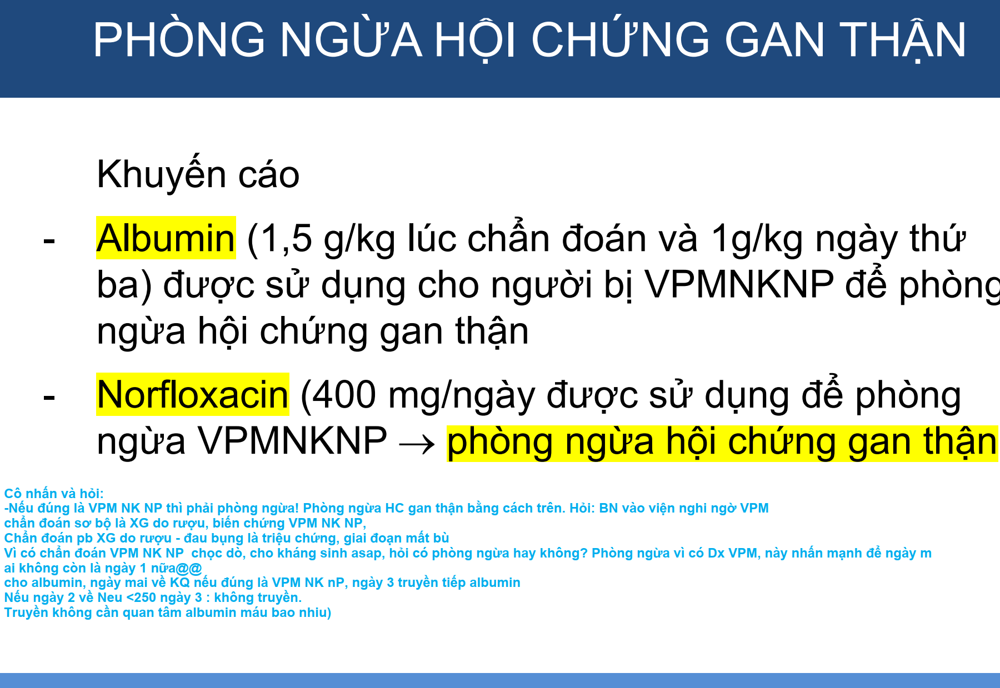 PHÒNG NGỪA HỘI CHỨNG GAN THẬN
Khuyến cáo
- Albumin (1,5 g/kg lúc chẩn đoán và 1g/kg ngày thứ
ba) được sử dụng cho người bị VPMNKNP để phòng
ngừa hội chứng gan thận
- Norfloxacin (400 mg/ngày được sử dụng để phòng
ngừa VPMNKNP → phòng ngừa hội chứng gan thận
Cô nhấn và hỏi:
-Nếu đúng là VPM NK NP thì phải phòng ngừa! Phòng ngừa HC gan thận bằng cách trên. Hỏi: BN vào viện nghi ngờ VPM
chẩn đoán sơ bộ là XG do rượu, biến chứng VPM NK NP,
Chẩn đoán pb XG do rượu - đau bụng là triệu chứng, giai đoạn mất bù
Vì có chẩn đoán VPM NK NP  chọc dò, cho kháng sinh asap, hỏi có phòng ngừa hay không? Phòng ngừa vì có Dx VPM, này nhấn mạnh để ngày m
ai không còn là ngày 1 nữa@@
cho albumin, ngày mai về KQ nếu đúng là VPM NK nP, ngày 3 truyền tiếp albumin
Nếu ngày 2 về Neu <250 ngày 3 : không truyền.
Truyền không cần quan tâm albumin máu bao nhiu)